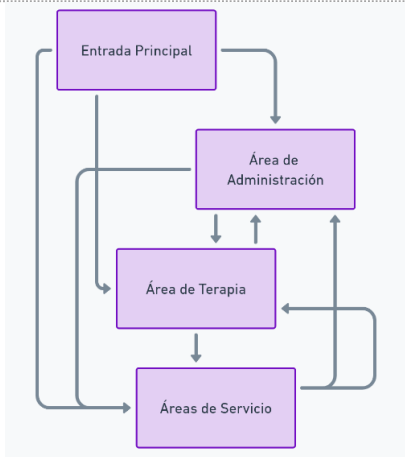 Entrada Principal
Área de
Administración
Área de Terapia
Áreas de Servicio